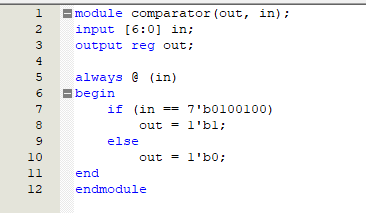 1 module comparator(out, in);
2 input [6:0] in;
3 output reg out;
4
5 always @ (in)
6 begin
7 if (in == 7'b0100100)
8 out = 1'b1;
9 else
10 out = 1'b0;
11 end
12 endmodule